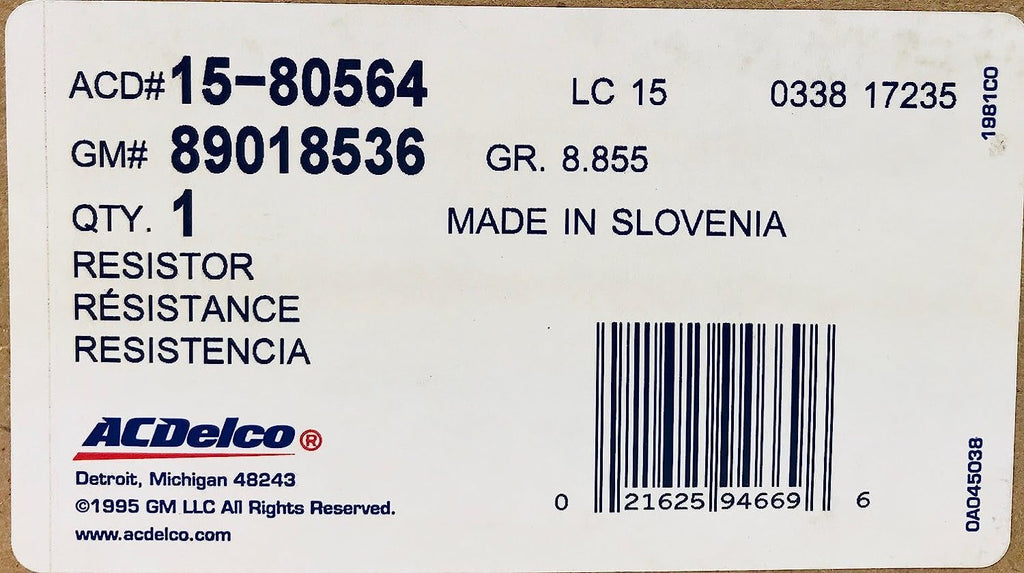 ACD# 15-80564 LC 15 0338 17235
GM# 89018536 GR. 8.855
QTY. 1 MADE IN SLOVENIA
RESISTOR
RÉSISTANCE
RESISTENCIA
ACDelco®
Detroit, Michigan 48243
©1995 GM LLC All Rights Reserved.
www.acdelco.com
0 21625 94669 6
1981C0
0A045038